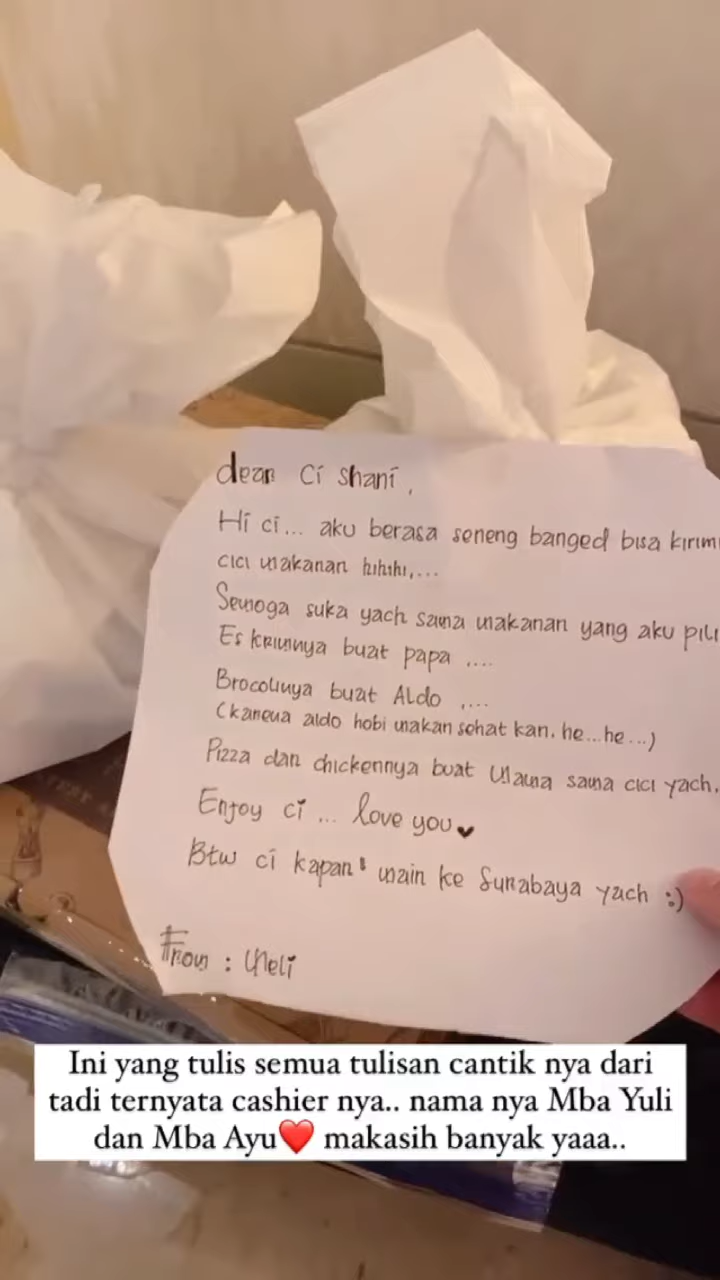 dear Ci Shani,
Hi ci... aku berasa seneng banged bisa kirim
cici makanan hihihi,...
Semoga suka yach sama makanan yang aku pili
Es krimnya buat papa ....
Brocolinya buat Aldo ,...
(karena aldo hobi makan sehat kan. he...he...)
Pizza dan chickennya buat Mama sama cici yach.
Enjoy ci ... love you♥
Btw ci kapan² main ke Surabaya yach :)
From : Meli
Ini yang tulis semua tulisan cantik nya dari
tadi ternyata cashier nya.. nama nya Mba Yuli
dan Mba Ayu❤️ makasih banyak yaaa..